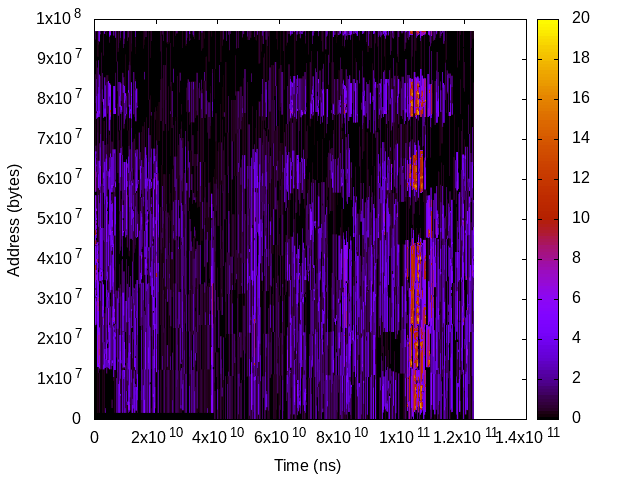 1x10^8
9x10^7
8x10^7
7x10^7
6x10^7
5x10^7
4x10^7
3x10^7
2x10^7
1x10^7
0
Address (bytes)
0 2x10^10 4x10^10 6x10^10 8x10^10 1x10^11 1.2x10^11 1.4x10^11
Time (ns)
20
18
16
14
12
10
8
6
4
2
0